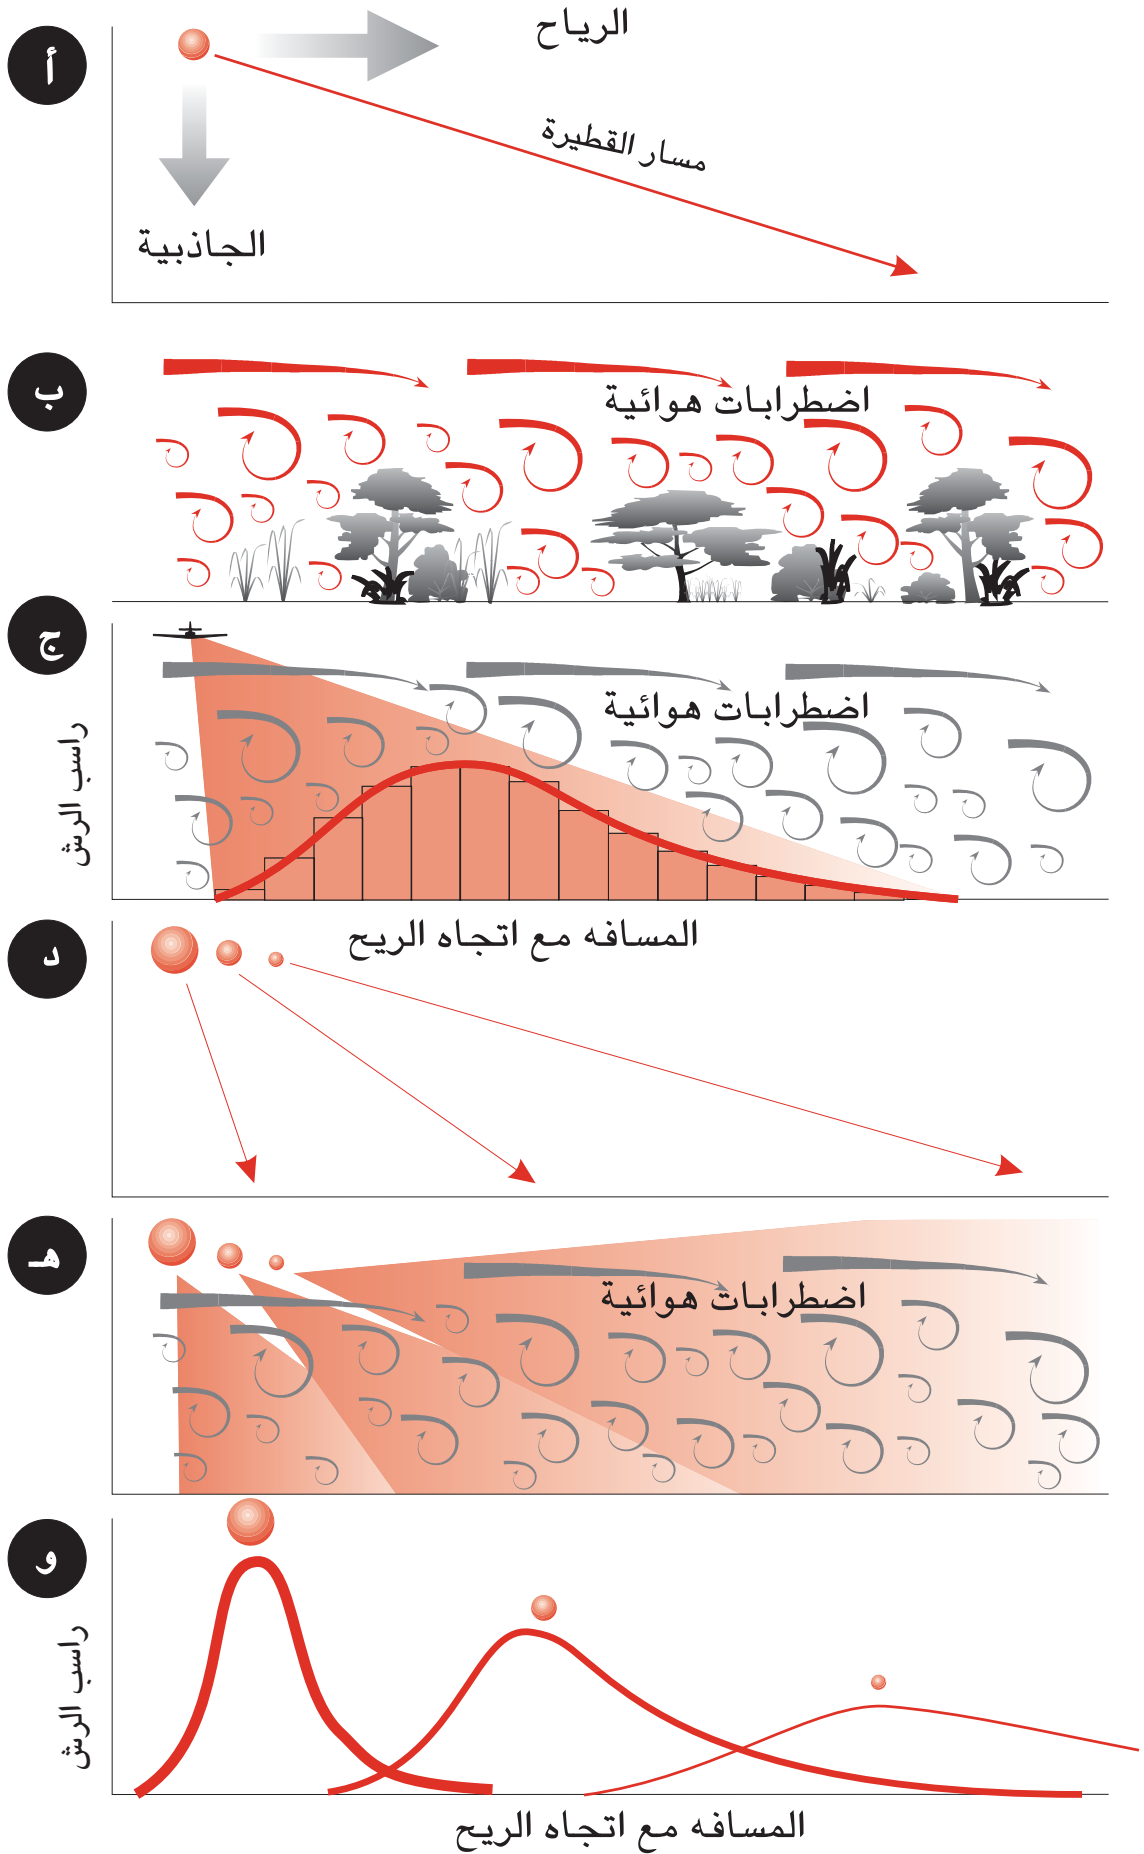 أ
الرياح
مسار القطيرة
الجاذبية
ب
اضطرابات هوائية
ج
اضطرابات هوائية
راسب الرش
المسافه مع اتجاه الريح
د
هـ
اضطرابات هوائية
و
راسب الرش
المسافه مع اتجاه الريح